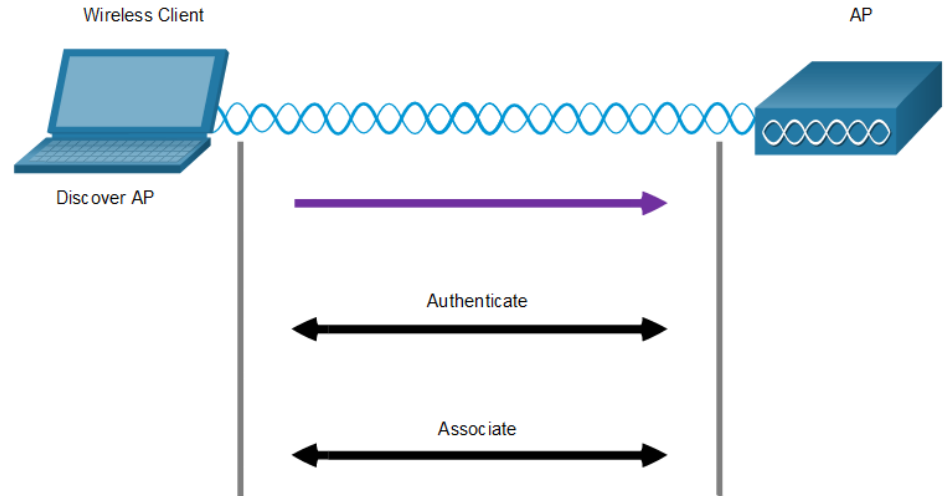 Wireless Client
AP
Discover AP
Authenticate
Associate